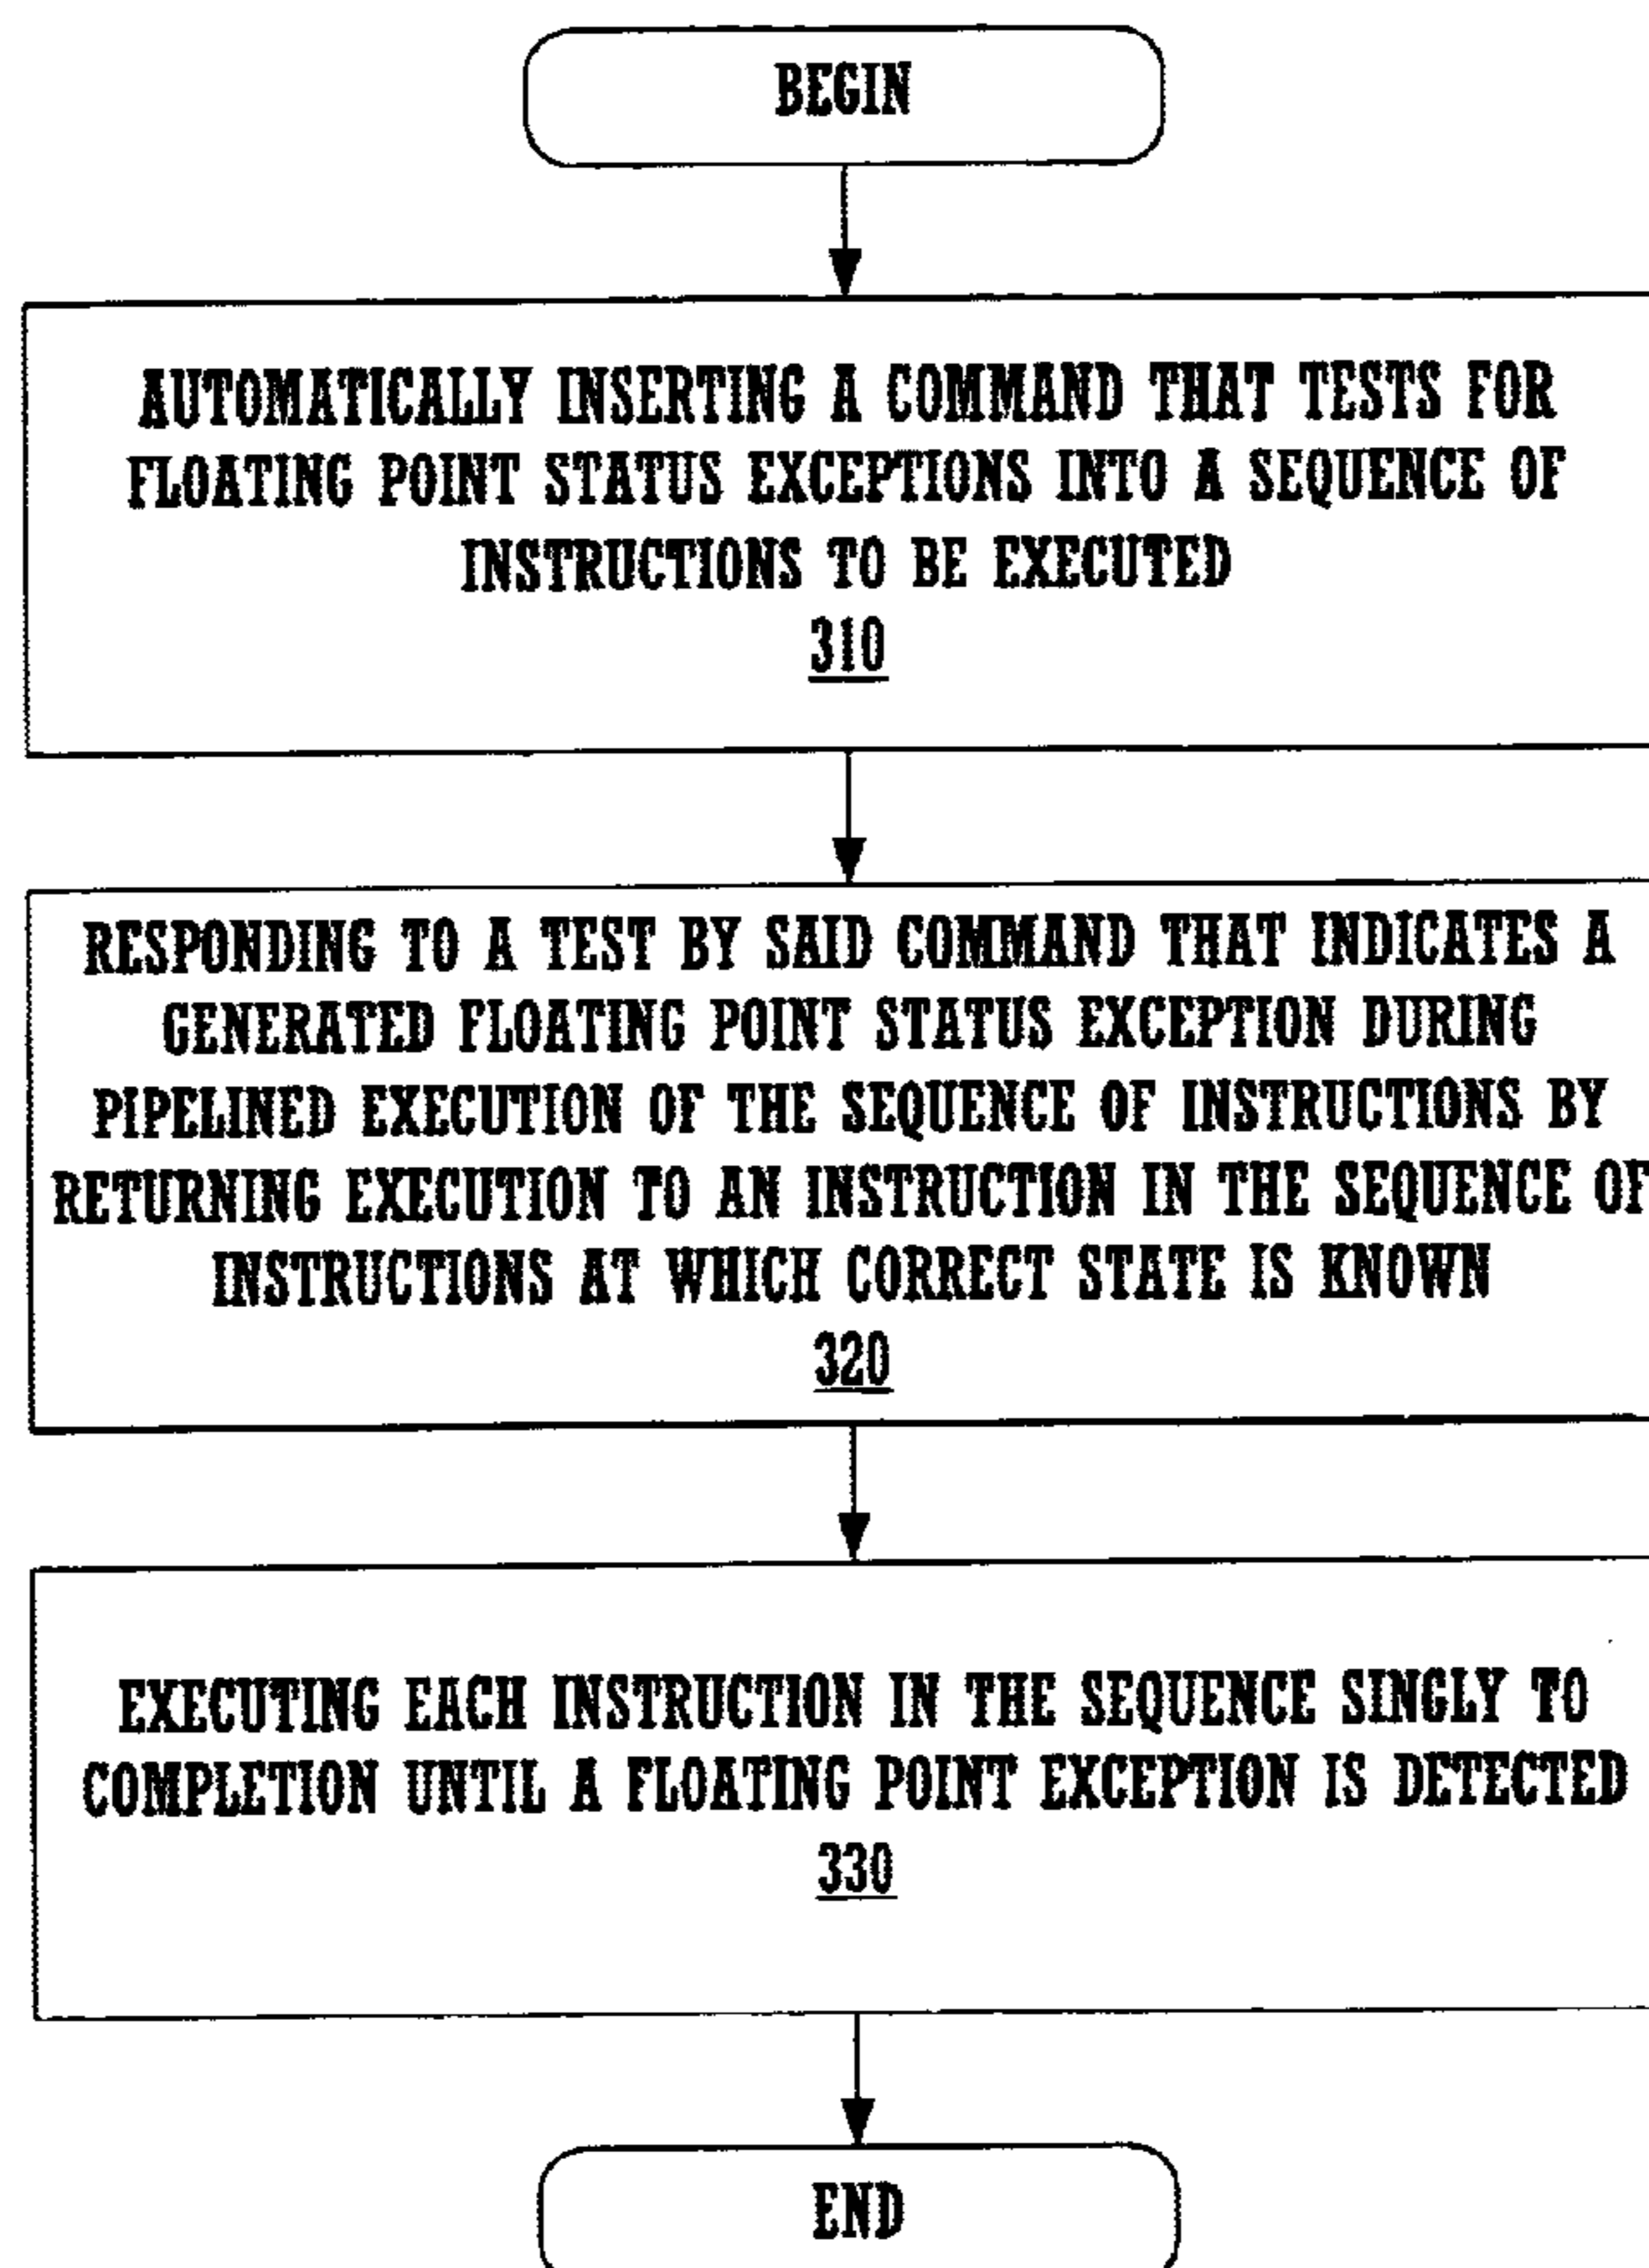 BEGIN
AUTOMATICALLY INSERTING A COMMAND THAT TESTS FOR
FLOATING POINT STATUS EXCEPTIONS INTO A SEQUENCE OF
INSTRUCTIONS TO BE EXECUTED
310
RESPONDING TO A TEST BY SAID COMMAND THAT INDICATES A
GENERATED FLOATING POINT STATUS EXCEPTION DURING
PIPELINED EXECUTION OF THE SEQUENCE OF INSTRUCTIONS BY
RETURNING EXECUTION TO AN INSTRUCTION IN THE SEQUENCE OF
INSTRUCTIONS AT WHICH CORRECT STATE IS KNOWN
320
EXECUTING EACH INSTRUCTION IN THE SEQUENCE SINGLY TO
COMPLETION UNTIL A FLOATING POINT EXCEPTION IS DETECTED
330
END